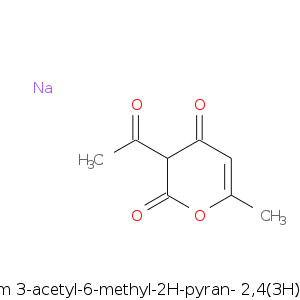 Na
O
O
H₃C
O
O
CH₃
m 3-acetyl-6-methyl-2H-pyran- 2,4(3H)